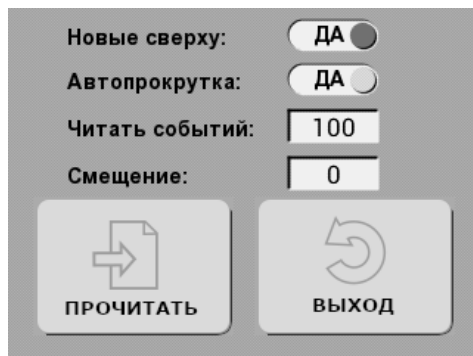 Новые сверху: ДА
Автопрокрутка: ДА
Читать событий: 100
Смещение: 0
ПРОЧИТАТЬ ВЫХОД